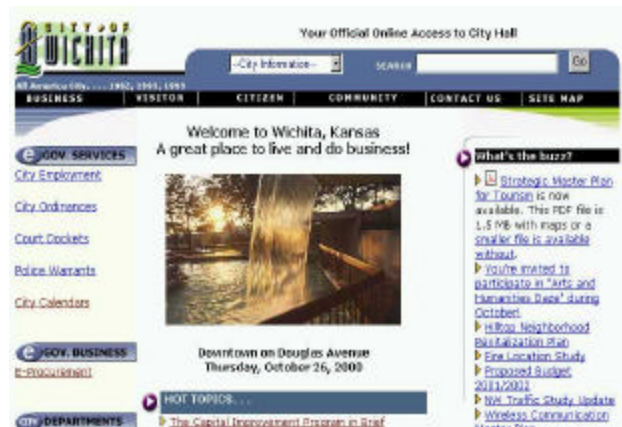 CITY OF
WICHITA
Your Official Online Access to City Hall
--City Information--
SEARCH
Go
All America City.....1962, 1993, 1999
BUSINESS
VISITOR
CITIZEN
COMMUNITY
CONTACT US
SITE MAP
Welcome to Wichita, Kansas
A great place to live and do business!
e GOV. SERVICES
City Employment
City Ordinances
Court Dockets
Police Warrants
City Calendars
e GOV. BUSINESS
E-Procurement
CITY DEPARTMENTS
Downtown on Douglas Avenue
Thursday, October 26, 2000
HOT TOPICS...
The Capital Improvement Program in Brief
What's the buzz?
Strategic Master Plan
for Tourism is now
available. This PDF file is
1.5 MB with maps or a
smaller file is available
without.
You're invited to
participate in "Arts and
Humanities Days" during
October!
Hilltop Neighborhood
Revitalization Plan
Fire Location Study
Proposed Budget
2001/2002
NW Traffic Study Update
Wireless Communication
Master Plan